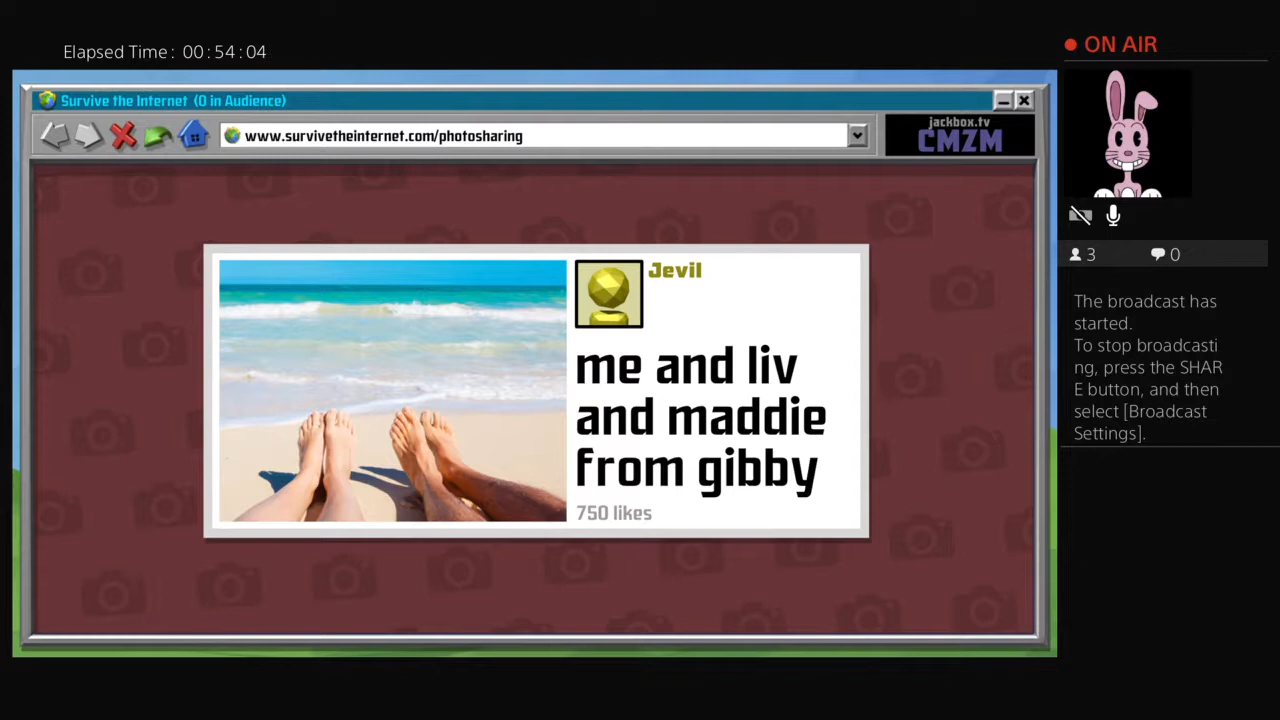 Elapsed Time: 00:54:04
ON AIR
Survive the Internet (0 in Audience)
www.survivetheinternet.com/photosharing
jackbox.tv
CMZM
Jevil
me and liv
and maddie
from gibby
750 likes
3
0
The broadcast has
started.
To stop broadcasti
ng, press the SHAR
E button, and then
select [Broadcast
Settings].